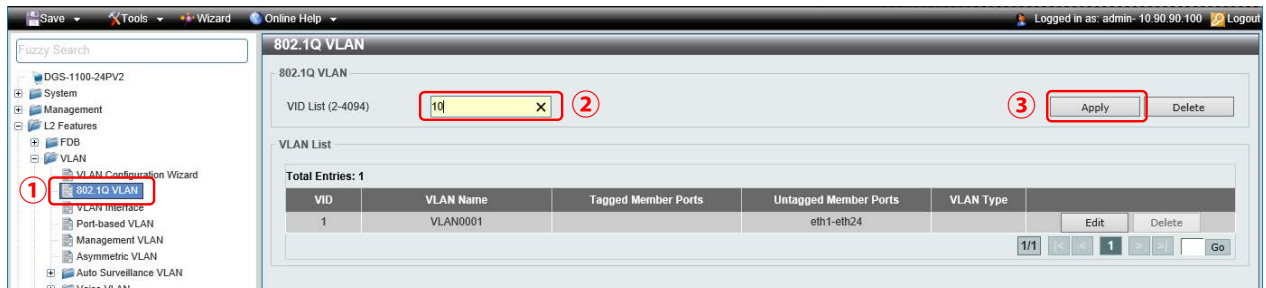 Save Tools Wizard Online Help Logged in as: admin- 10.90.90.100 Logout
Fuzzy Search
DGS-1100-24PV2
System
Management
L2 Features
FDB
VLAN
VLAN Configuration Wizard
① 802.1Q VLAN
VLAN Interface
Port-based VLAN
Management VLAN
Asymmetric VLAN
Auto Surveillance VLAN
Voice VLAN
802.1Q VLAN
802.1Q VLAN
VID List (2-4094) 10 × ② ③ Apply Delete
VLAN List
Total Entries: 1
VID VLAN Name Tagged Member Ports Untagged Member Ports VLAN Type
1 VLAN0001 eth1-eth24 Edit Delete
1/1 |< < 1 > >| Go